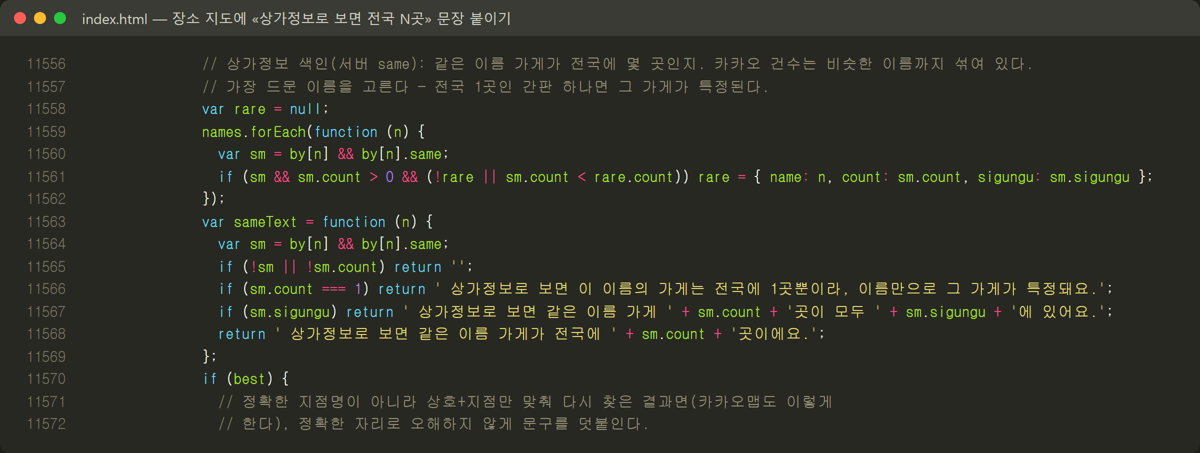 index.html — 장소 지도에 «상가정보로 보면 전국 N곳» 문장 붙이기
11556 // 상가정보 색인(서버 same): 같은 이름 가게가 전국에 몇 곳인지. 카카오 건수는 비슷한 이름까지 섞여 있다.
11557 // 가장 드문 이름을 고른다 - 전국 1곳인 간판 하나면 그 가게가 특정된다.
11558 var rare = null;
11559 names.forEach(function (n) {
11560 var sm = by[n] && by[n].same;
11561 if (sm && sm.count > 0 && (!rare || sm.count < rare.count)) rare = { name: n, count: sm.count, sigungu: sm.sigungu };
11562 });
11563 var sameText = function (n) {
11564 var sm = by[n] && by[n].same;
11565 if (!sm || !sm.count) return '';
11566 if (sm.count === 1) return ' 상가정보로 보면 이 이름의 가게는 전국에 1곳뿐이라, 이름만으로 그 가게가 특정돼요.';
11567 if (sm.sigungu) return ' 상가정보로 보면 같은 이름 가게 ' + sm.count + '곳이 모두 ' + sm.sigungu + '에 있어요.';
11568 return ' 상가정보로 보면 같은 이름 가게가 전국에 ' + sm.count + '곳이에요.';
11569 };
11570 if (best) {
11571 // 정확한 지점명이 아니라 상호+지점만 맞춰 다시 찾은 결과면(카카오맵도 이렇게
11572 // 한다), 정확한 자리로 오해하지 않게 문구를 덧붙인다.